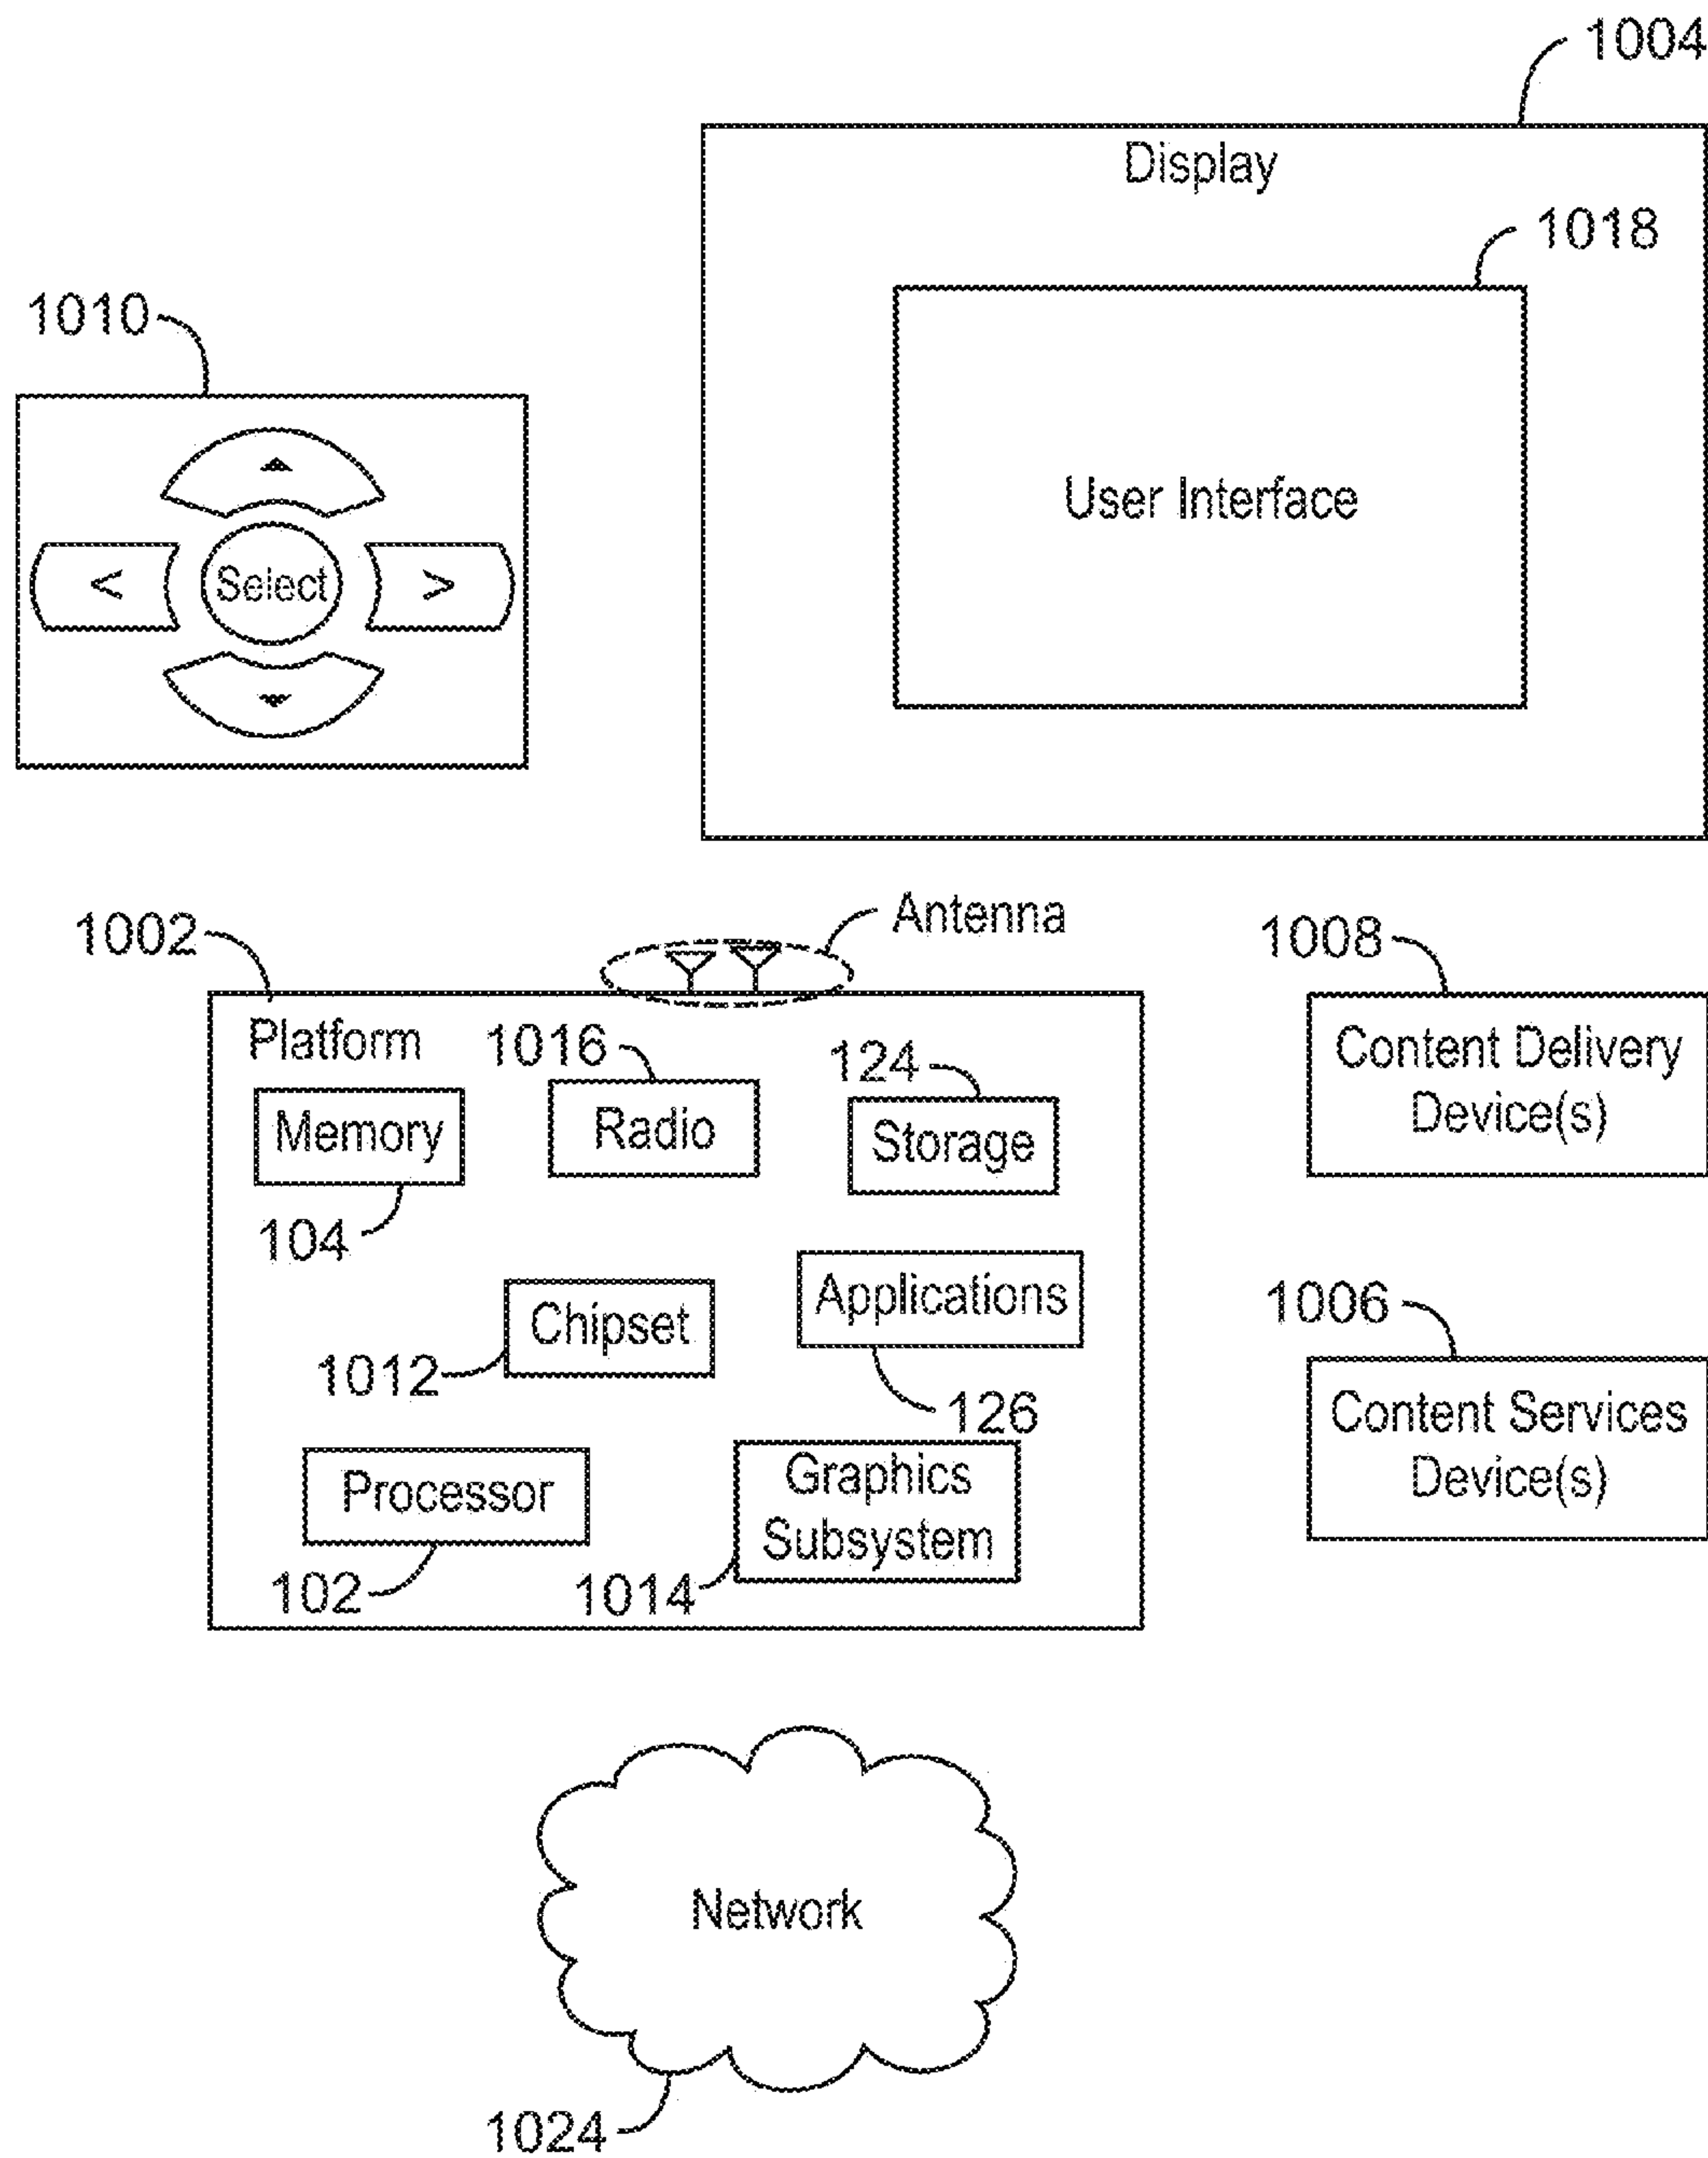 1004
Display
1018
User Interface
1010
<
Select
>
Antenna
1002
Platform
1016
124
Memory
Radio
Storage
104
Chipset
Applications
1012
126
Processor
Graphics
Subsystem
102
1014
1008
Content Delivery
Device(s)
1006
Content Services
Device(s)
Network
1024